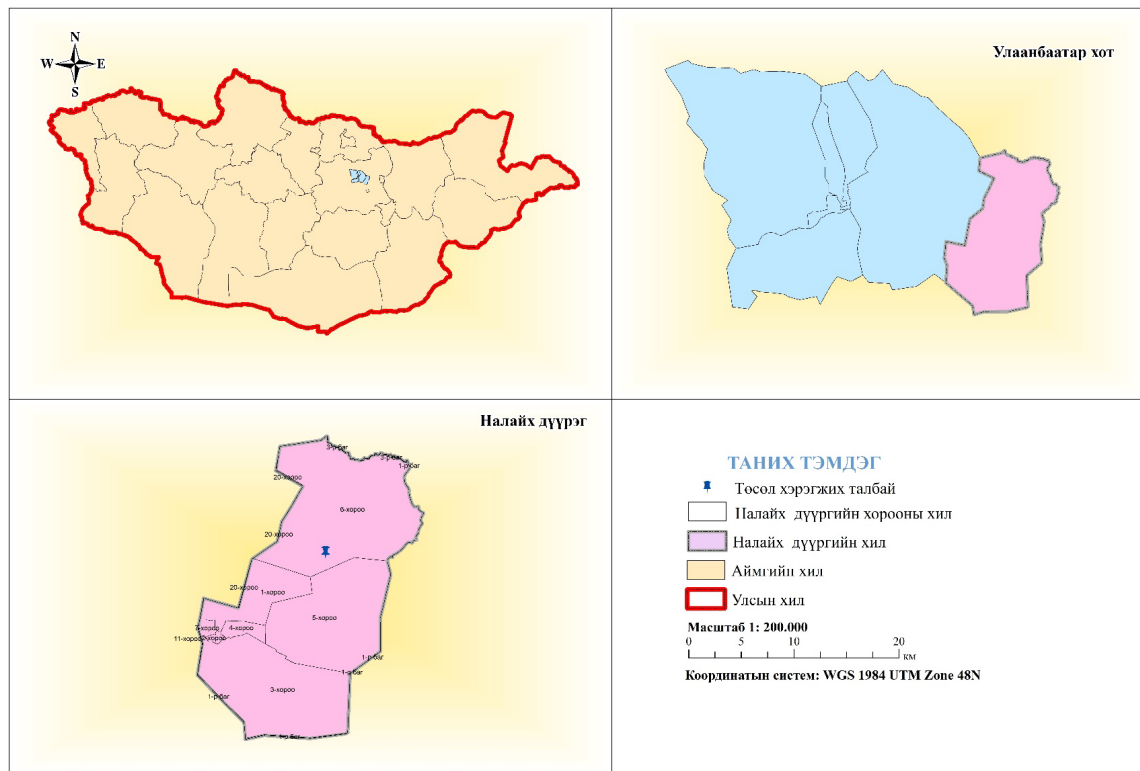 N
W E
S
Улаанбаатар хот
Налайх дүүрэг
3-р баг
3-р баг
1-р баг
20-хороо
6-хороо
20-хороо
20-хороо
1-хороо
5-хороо
7-хороо
4-хороо
11-хороо
1-р баг
1-р баг
3-хороо
1-р баг
1-р баг
ТАНИХ ТЭМДЭГ
Төсөл хэрэгжих талбай
Налайх дүүргийн хорооны хил
Налайх дүүргийн хил
Аймгийн хил
Улсын хил
Масштаб 1: 200.000
0 5 10 20
км
Координатын систем: WGS 1984 UTM Zone 48N